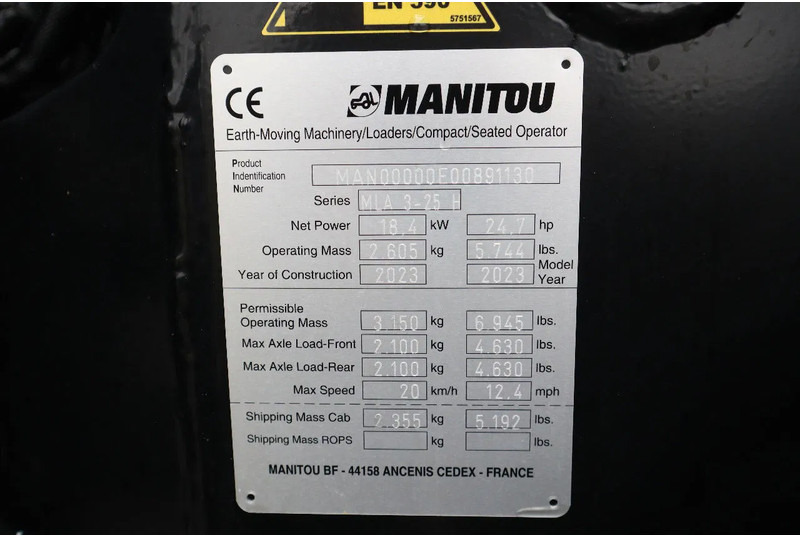 EN 590
5751567
CE MANITOU
Earth-Moving Machinery/Loaders/Compact/Seated Operator
Product
Indentification MAN00000E00891130
Number
Series MLA 3-25 H
Net Power 18.4 kW 24.7 hp
Operating Mass 2.605 kg 5.744 lbs.
Year of Construction 2023 2023 Model Year
Permissible
Operating Mass 3.150 kg 6.945 lbs.
Max Axle Load-Front 2.100 kg 4.630 lbs.
Max Axle Load-Rear 2.100 kg 4.630 lbs.
Max Speed 20 km/h 12.4 mph
Shipping Mass Cab 2.355 kg 5.192 lbs.
Shipping Mass ROPS kg lbs.
MANITOU BF - 44158 ANCENIS CEDEX - FRANCE